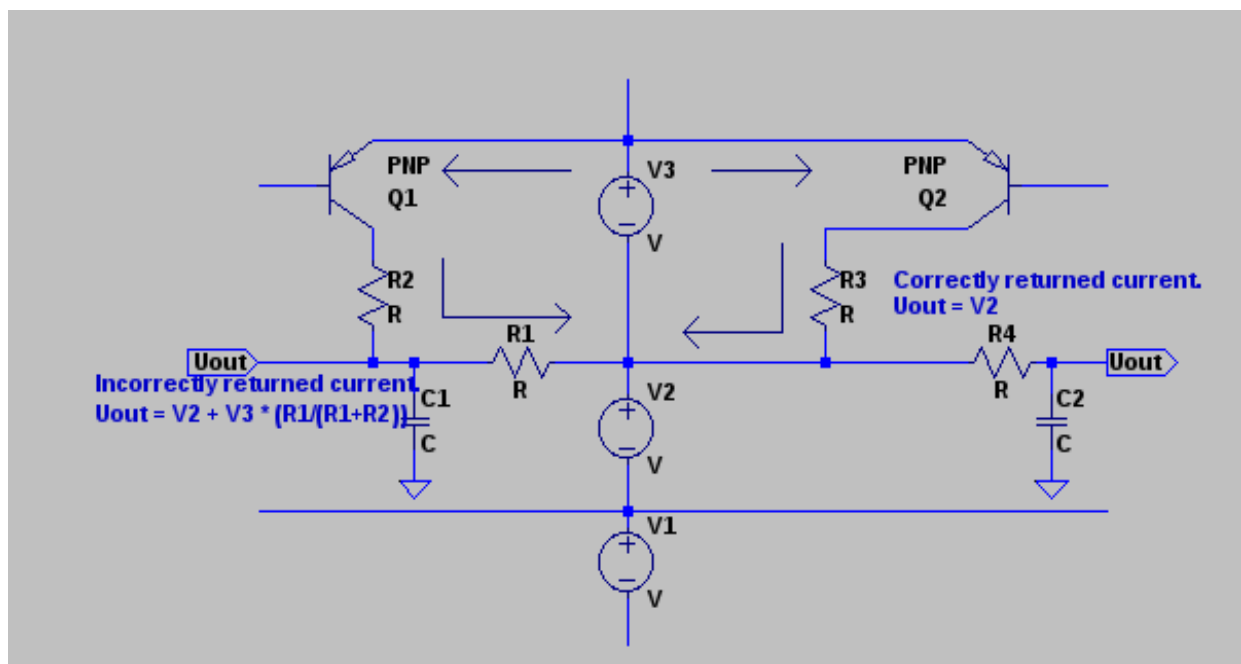 PNP
Q1
V3
V
PNP
Q2
R2
R
R3
R
Correctly returned current.
Uout = V2
Uout
R1
R
R4
R
Uout
Incorrectly returned current.
Uout = V2 + V3 * (R1/(R1+R2))
C1
C
V2
V
C2
C
V1
V